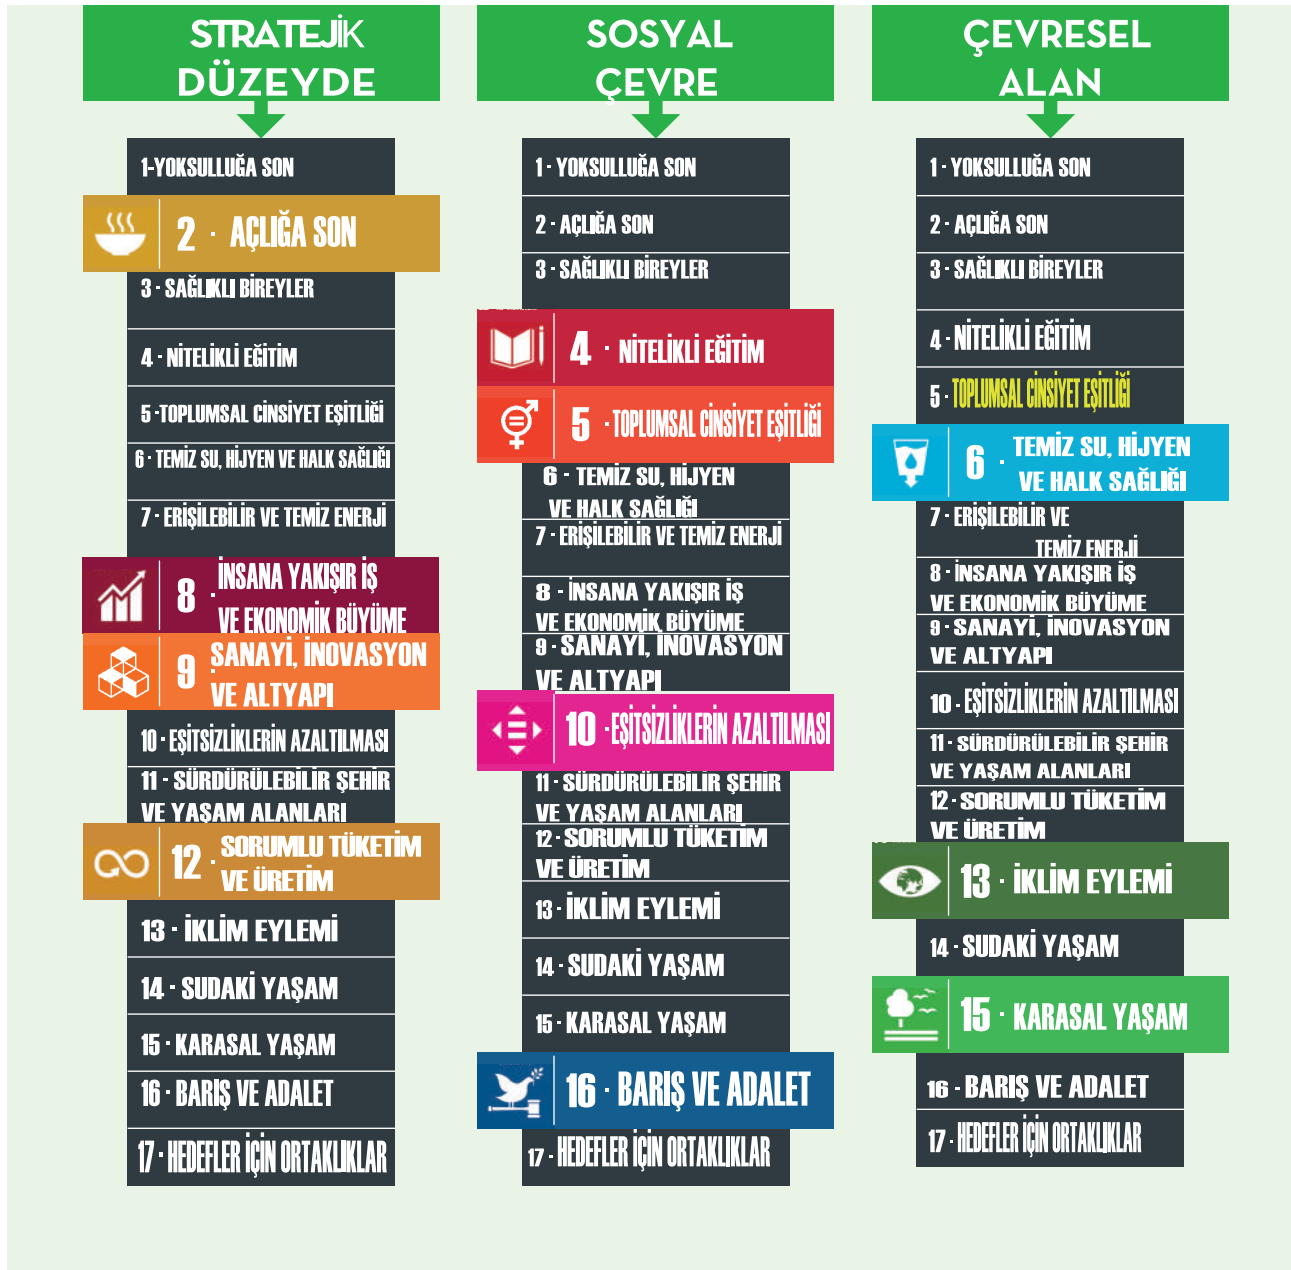 STRATEJİK
DÜZEYDE
1-YOKSULLUĞA SON
2 · AÇLIĞA SON
3 · SAĞLIKLI BİREYLER
4 · NİTELİKLİ EĞİTİM
5 ·TOPLUMSAL CİNSİYET EŞİTLİĞİ
6 · TEMİZ SU, HİJYEN VE HALK SAĞLIĞI
7 · ERİŞİLEBİLİR VE TEMİZ ENERJİ
8 · İNSANA YAKIŞIR İŞ
VE EKONOMİK BÜYÜME
9 · SANAYİ, İNOVASYON
VE ALTYAPI
10 · EŞİTSİZLİKLERİN AZALTILMASI
11 · SÜRDÜRÜLEBİLİR ŞEHİR
VE YAŞAM ALANLARI
12 · SORUMLU TÜKETİM
VE ÜRETİM
13 · İKLİM EYLEMİ
14 · SUDAKİ YAŞAM
15 · KARASAL YAŞAM
16 · BARIŞ VE ADALET
17 · HEDEFLER İÇİN ORTAKLIKLAR
SOSYAL
ÇEVRE
1 · YOKSULLUĞA SON
2 · AÇLIĞA SON
3 · SAĞLIKLI BİREYLER
4 · NİTELİKLİ EĞİTİM
5 · TOPLUMSAL CİNSİYET EŞİTLİĞİ
6 · TEMİZ SU, HİJYEN
VE HALK SAĞLIĞI
7 · ERİŞİLEBİLİR VE TEMİZ ENERJİ
8 · İNSANA YAKIŞIR İŞ
VE EKONOMİK BÜYÜME
9 · SANAYİ, İNOVASYON
VE ALTYAPI
10 · EŞİTSİZLİKLERİN AZALTILMASI
11 · SÜRDÜRÜLEBİLİR ŞEHİR
VE YAŞAM ALANLARI
12 · SORUMLU TÜKETİM
VE ÜRETİM
13 · İKLİM EYLEMİ
14 · SUDAKİ YAŞAM
15 · KARASAL YAŞAM
16 · BARIŞ VE ADALET
17 · HEDEFLER İÇİN ORTAKLIKLAR
ÇEVRESEL
ALAN
1 · YOKSULLUĞA SON
2 · AÇLIĞA SON
3 · SAĞLIKLI BİREYLER
4 · NİTELİKLİ EĞİTİM
5 · TOPLUMSAL CİNSİYET EŞİTLİĞİ
6 · TEMİZ SU, HİJYEN
VE HALK SAĞLIĞI
7 · ERİŞİLEBİLİR VE
TEMİZ ENERJİ
8 · İNSANA YAKIŞIR İŞ
VE EKONOMİK BÜYÜME
9 · SANAYİ, İNOVASYON
VE ALTYAPI
10 · EŞİTSİZLİKLERİN AZALTILMASI
11 · SÜRDÜRÜLEBİLİR ŞEHİR
VE YAŞAM ALANLARI
12 · SORUMLU TÜKETİM
VE ÜRETİM
13 · İKLİM EYLEMİ
14 · SUDAKİ YAŞAM
15 · KARASAL YAŞAM
16 · BARIŞ VE ADALET
17 · HEDEFLER İÇİN ORTAKLIKLAR